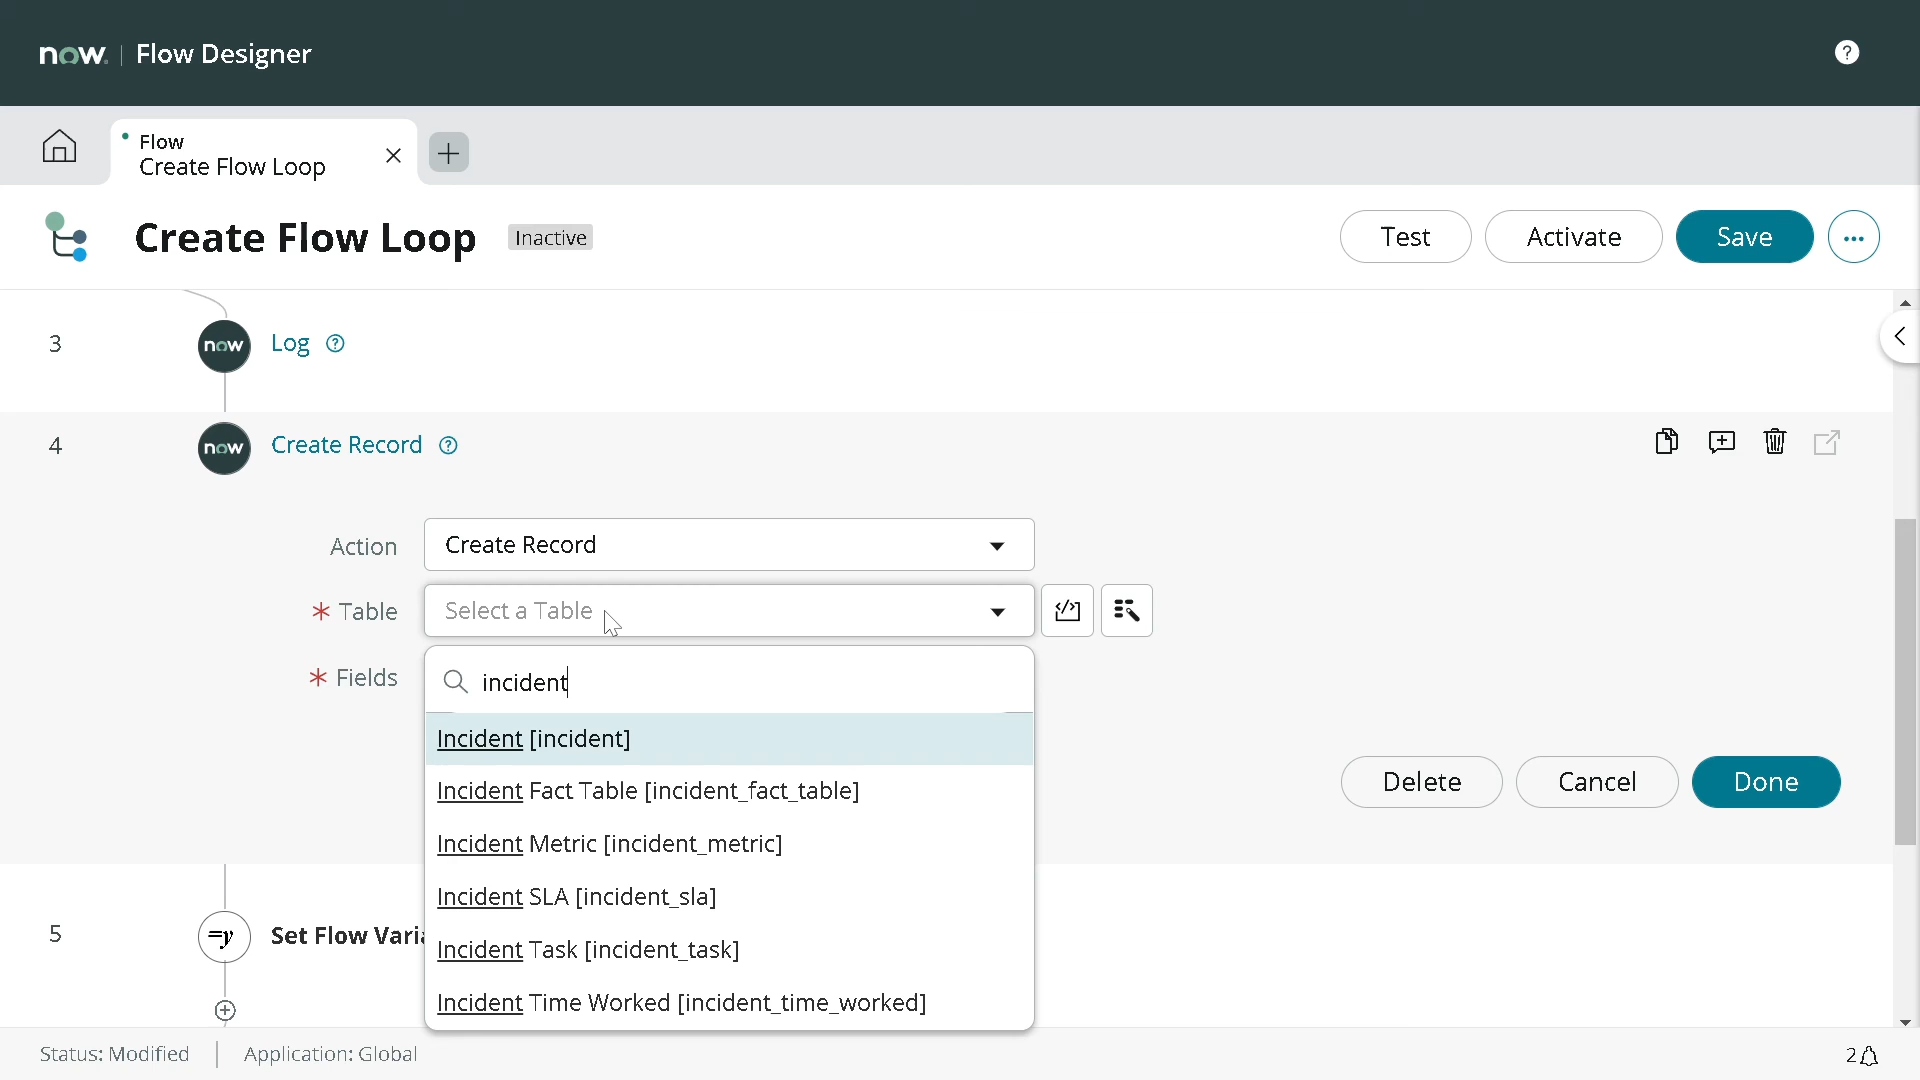 now. | Flow Designer
?
Flow
Create Flow Loop
Create Flow Loop
Inactive
Test
Activate
Save
...
3
now
Log
?
4
now
Create Record
?
Action
Create Record
* Table
Select a Table
* Fields
incident
Incident [incident]
Incident Fact Table [incident_fact_table]
Incident Metric [incident_metric]
Incident SLA [incident_sla]
Incident Task [incident_task]
Incident Time Worked [incident_time_worked]
Delete
Cancel
Done
5
=y
Set Flow Varia
Status: Modified | Application: Global
2